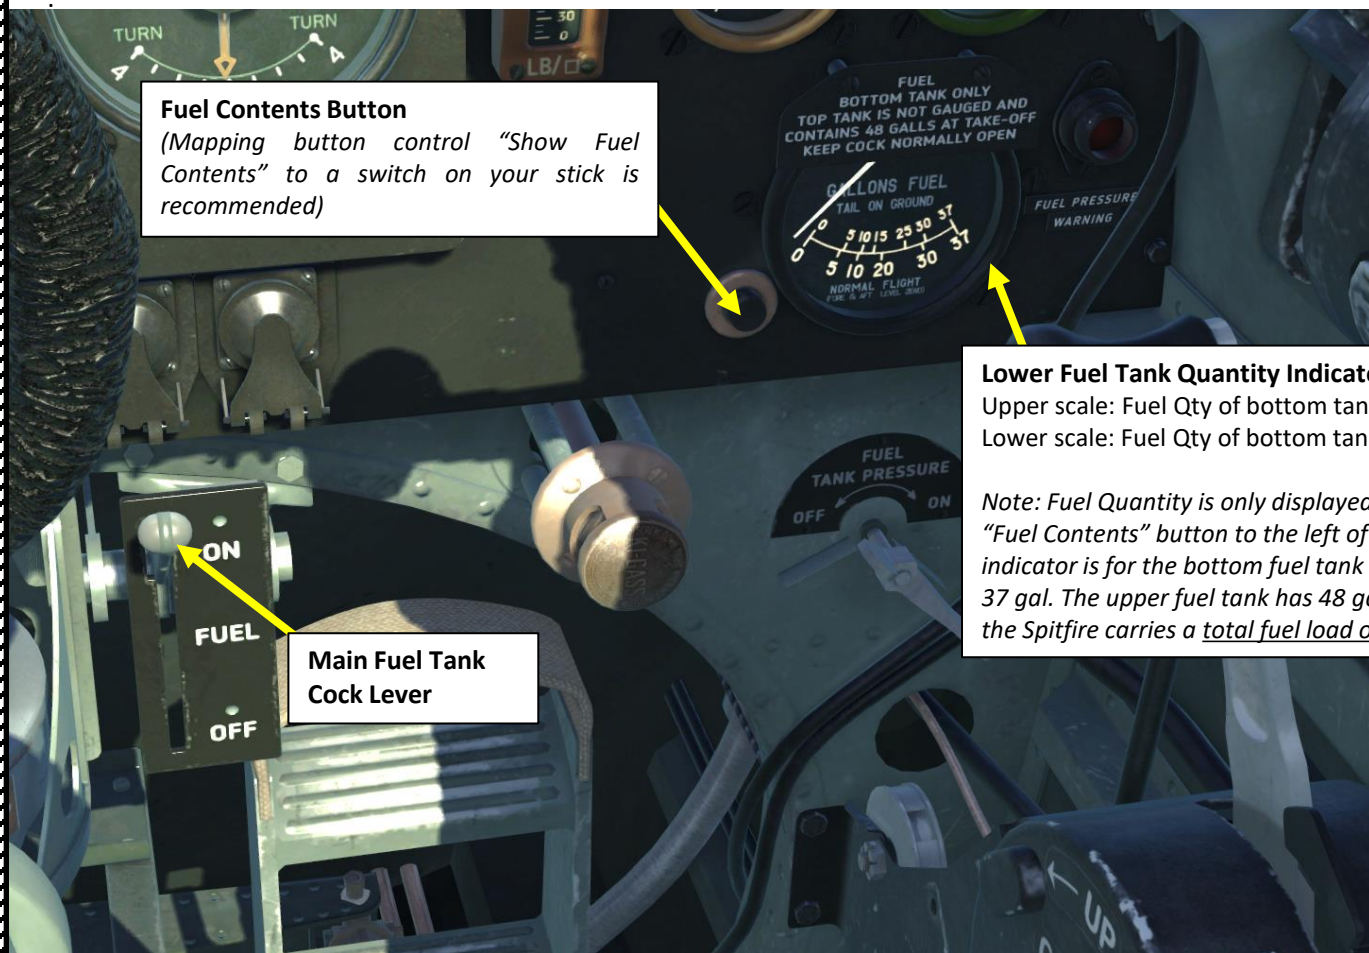 TURN
TURN
4
4
30
0
LB/□
Fuel Contents Button
(Mapping button control “Show Fuel
Contents” to a switch on your stick is
recommended)
FUEL
BOTTOM TANK ONLY
TOP TANK IS NOT GAUGED AND
CONTAINS 48 GALLS AT TAKE-OFF
KEEP COCK NORMALLY OPEN
GALLONS FUEL
TAIL ON GROUND
0 5 10 15 25 30 37
0 5 10 20 30 37
NORMAL FLIGHT
FORE & AFT LEVEL ZERO
FUEL PRESSURE
WARNING
Lower Fuel Tank Quantity Indicat
Upper scale: Fuel Qty of bottom tan
Lower scale: Fuel Qty of bottom tan
Note: Fuel Quantity is only displayed
“Fuel Contents” button to the left of
indicator is for the bottom fuel tank
37 gal. The upper fuel tank has 48 g
the Spitfire carries a total fuel load o
FUEL
TANK PRESSURE
OFF
ON
ON
FUEL
OFF
Main Fuel Tank
Cock Lever
UP